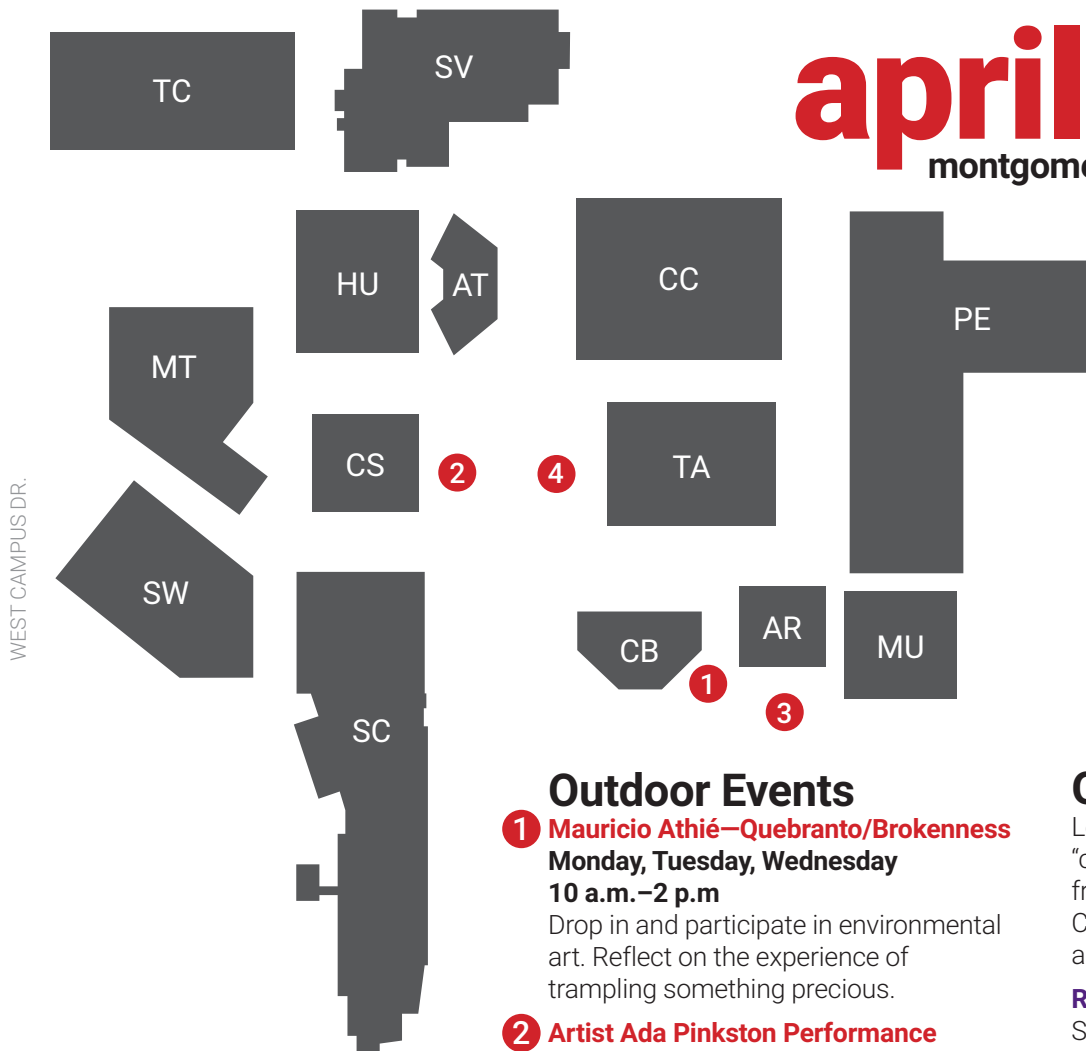 TC
SV
april
montgome
HU
AT
CC
PE
MT
CS
2
4
TA
WEST CAMPUS DR.
SW
CB
AR
MU
1
3
SC
Outdoor Events
1 Mauricio Athié—Quebranto/Brokenness
Monday, Tuesday, Wednesday
10 a.m.–2 p.m
Drop in and participate in environmental
art. Reflect on the experience of
trampling something precious.
2 Artist Ada Pinkston Performance
L
“c
fr
C
a
R
S